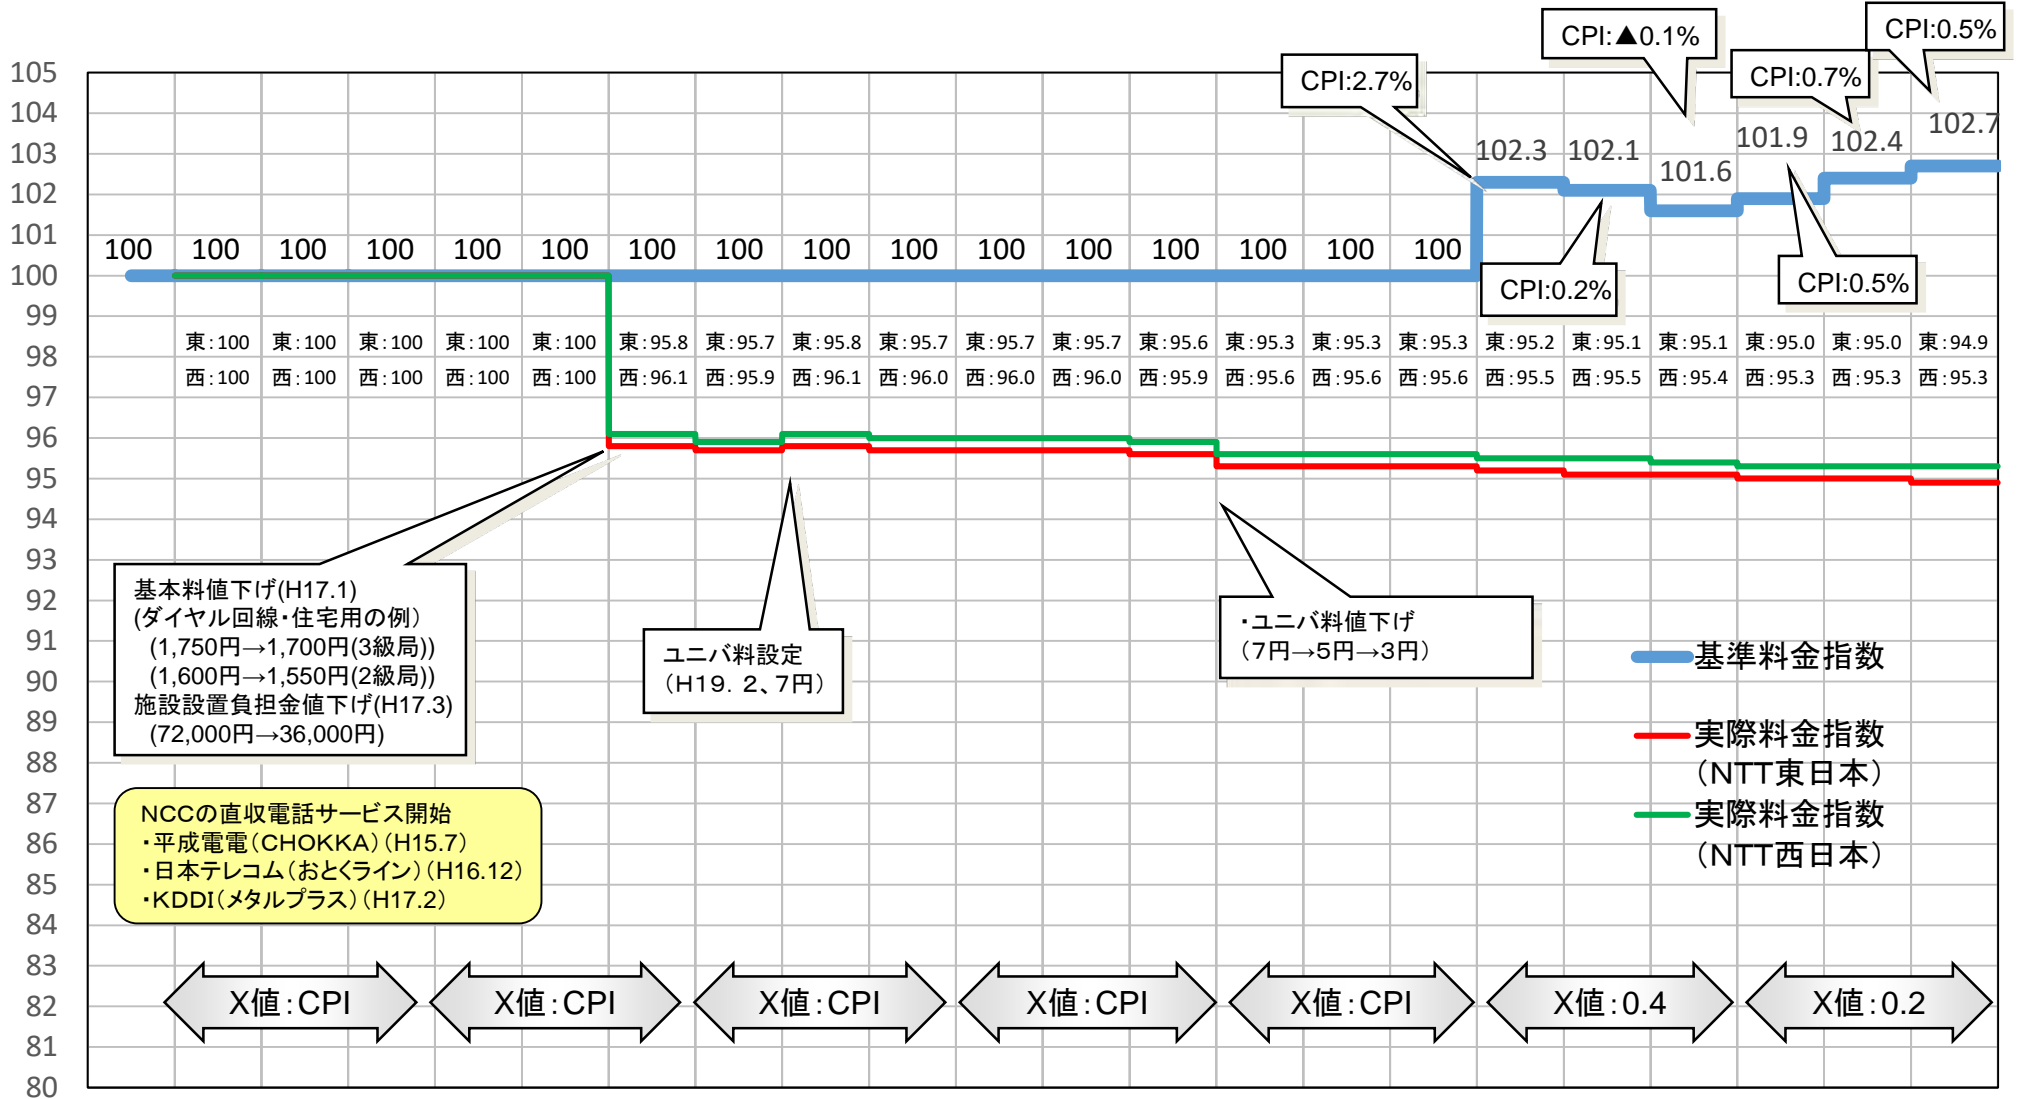 CPI:2.7%
CPI:▲0.1%
CPI:0.7%
CPI:0.5%
105
104
103
102
101
100
99
98
97
96
95
94
93
92
91
90
89
88
87
86
85
84
83
82
81
80
102.3
102.1
101.6
101.9
102.4
102.7
100 100 100 100 100 100 100 100 100 100 100 100 100 100 100 100
CPI:0.2%
CPI:0.5%
東:100 東:100 東:100 東:100 東:100 東:95.8 東:95.7 東:95.8 東:95.7 東:95.7 東:95.7 東:95.6 東:95.3 東:95.3 東:95.3 東:95.2 東:95.1 東:95.1 東:95.0 東:95.0 東:94.9
西:100 西:100 西:100 西:100 西:100 西:96.1 西:95.9 西:96.1 西:96.0 西:96.0 西:96.0 西:95.9 西:95.6 西:95.6 西:95.6 西:95.5 西:95.5 西:95.4 西:95.3 西:95.3 西:95.3
基本料値下げ(H17.1)
(ダイヤル回線・住宅用の例)
(1,750円→1,700円(3級局))
(1,600円→1,550円(2級局))
施設設置負担金値下げ(H17.3)
(72,000円→36,000円)
ユニバ料設定
(H19.2、7円)
・ユニバ料値下げ
(7円→5円→3円)
基準料金指数
実際料金指数
(NTT東日本)
実際料金指数
(NTT西日本)
NCCの直収電話サービス開始
・平成電電(CHOKKA)(H15.7)
・日本テレコム(おとくライン)(H16.12)
・KDDI(メタルプラス)(H17.2)
X値:CPI
X値:CPI
X値:CPI
X値:CPI
X値:CPI
X値:0.4
X値:0.2